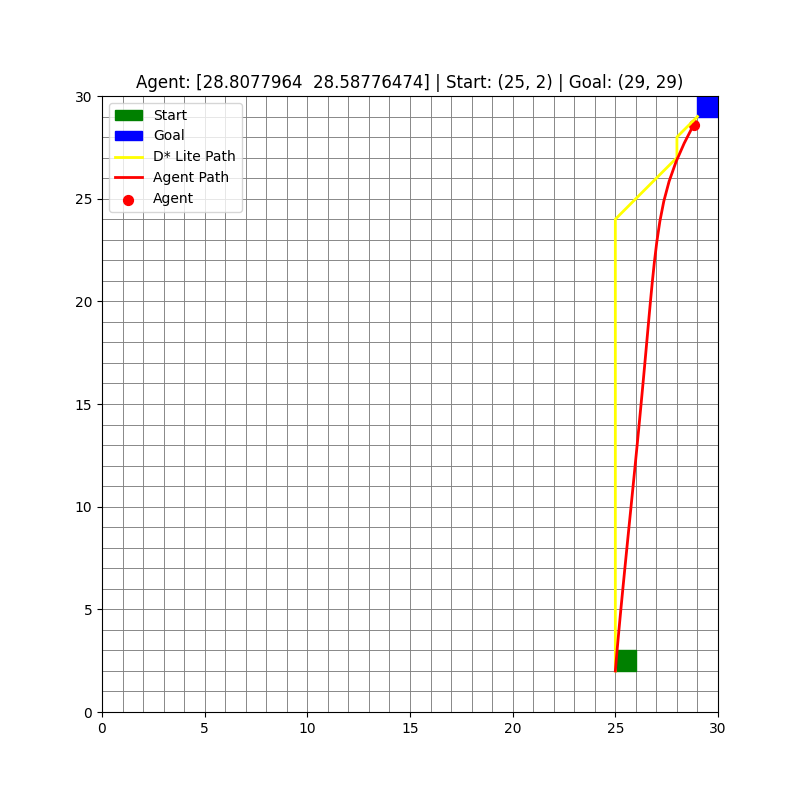 Agent: [28.8077964  28.58776474] | Start: (25, 2) | Goal: (29, 29)
Start
Goal
D* Lite Path
Agent Path
Agent
30
25
20
15
10
5
0
0 5 10 15 20 25 30